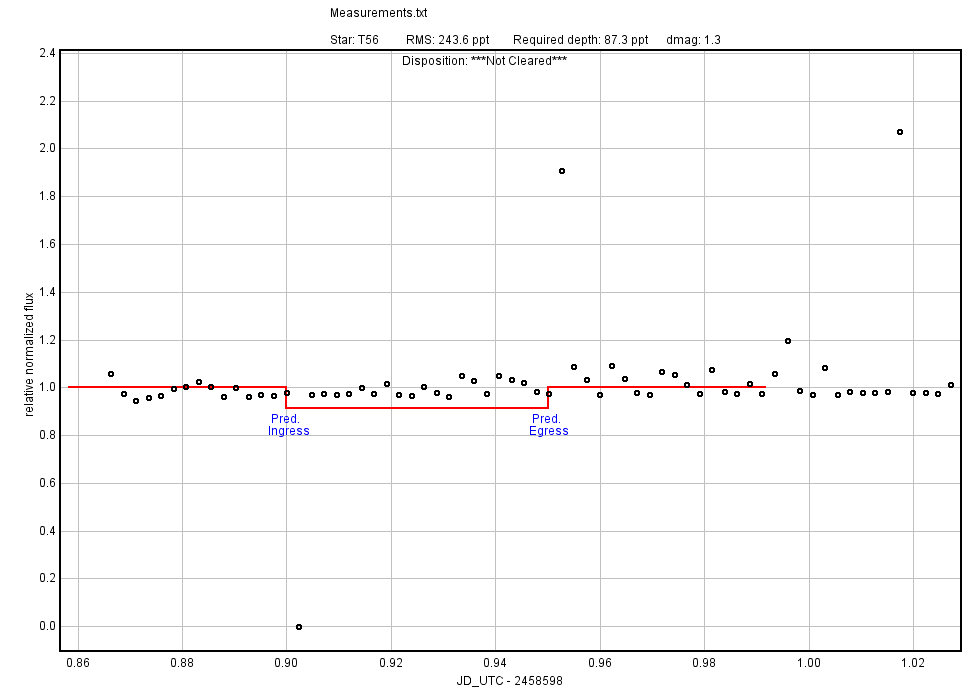 Measurements.txt
Star: T56 RMS: 243.6 ppt Required depth: 87.3 ppt dmag: 1.3
Disposition: ***Not Cleared***
2.4
2.2
2.0
1.8
1.6
1.4
1.2
1.0
0.8
0.6
0.4
0.2
0.0
relative normalized flux
Pred.
Ingress
Pred.
Egress
0.86 0.88 0.90 0.92 0.94 0.96 0.98 1.00 1.02
JD_UTC - 2458598